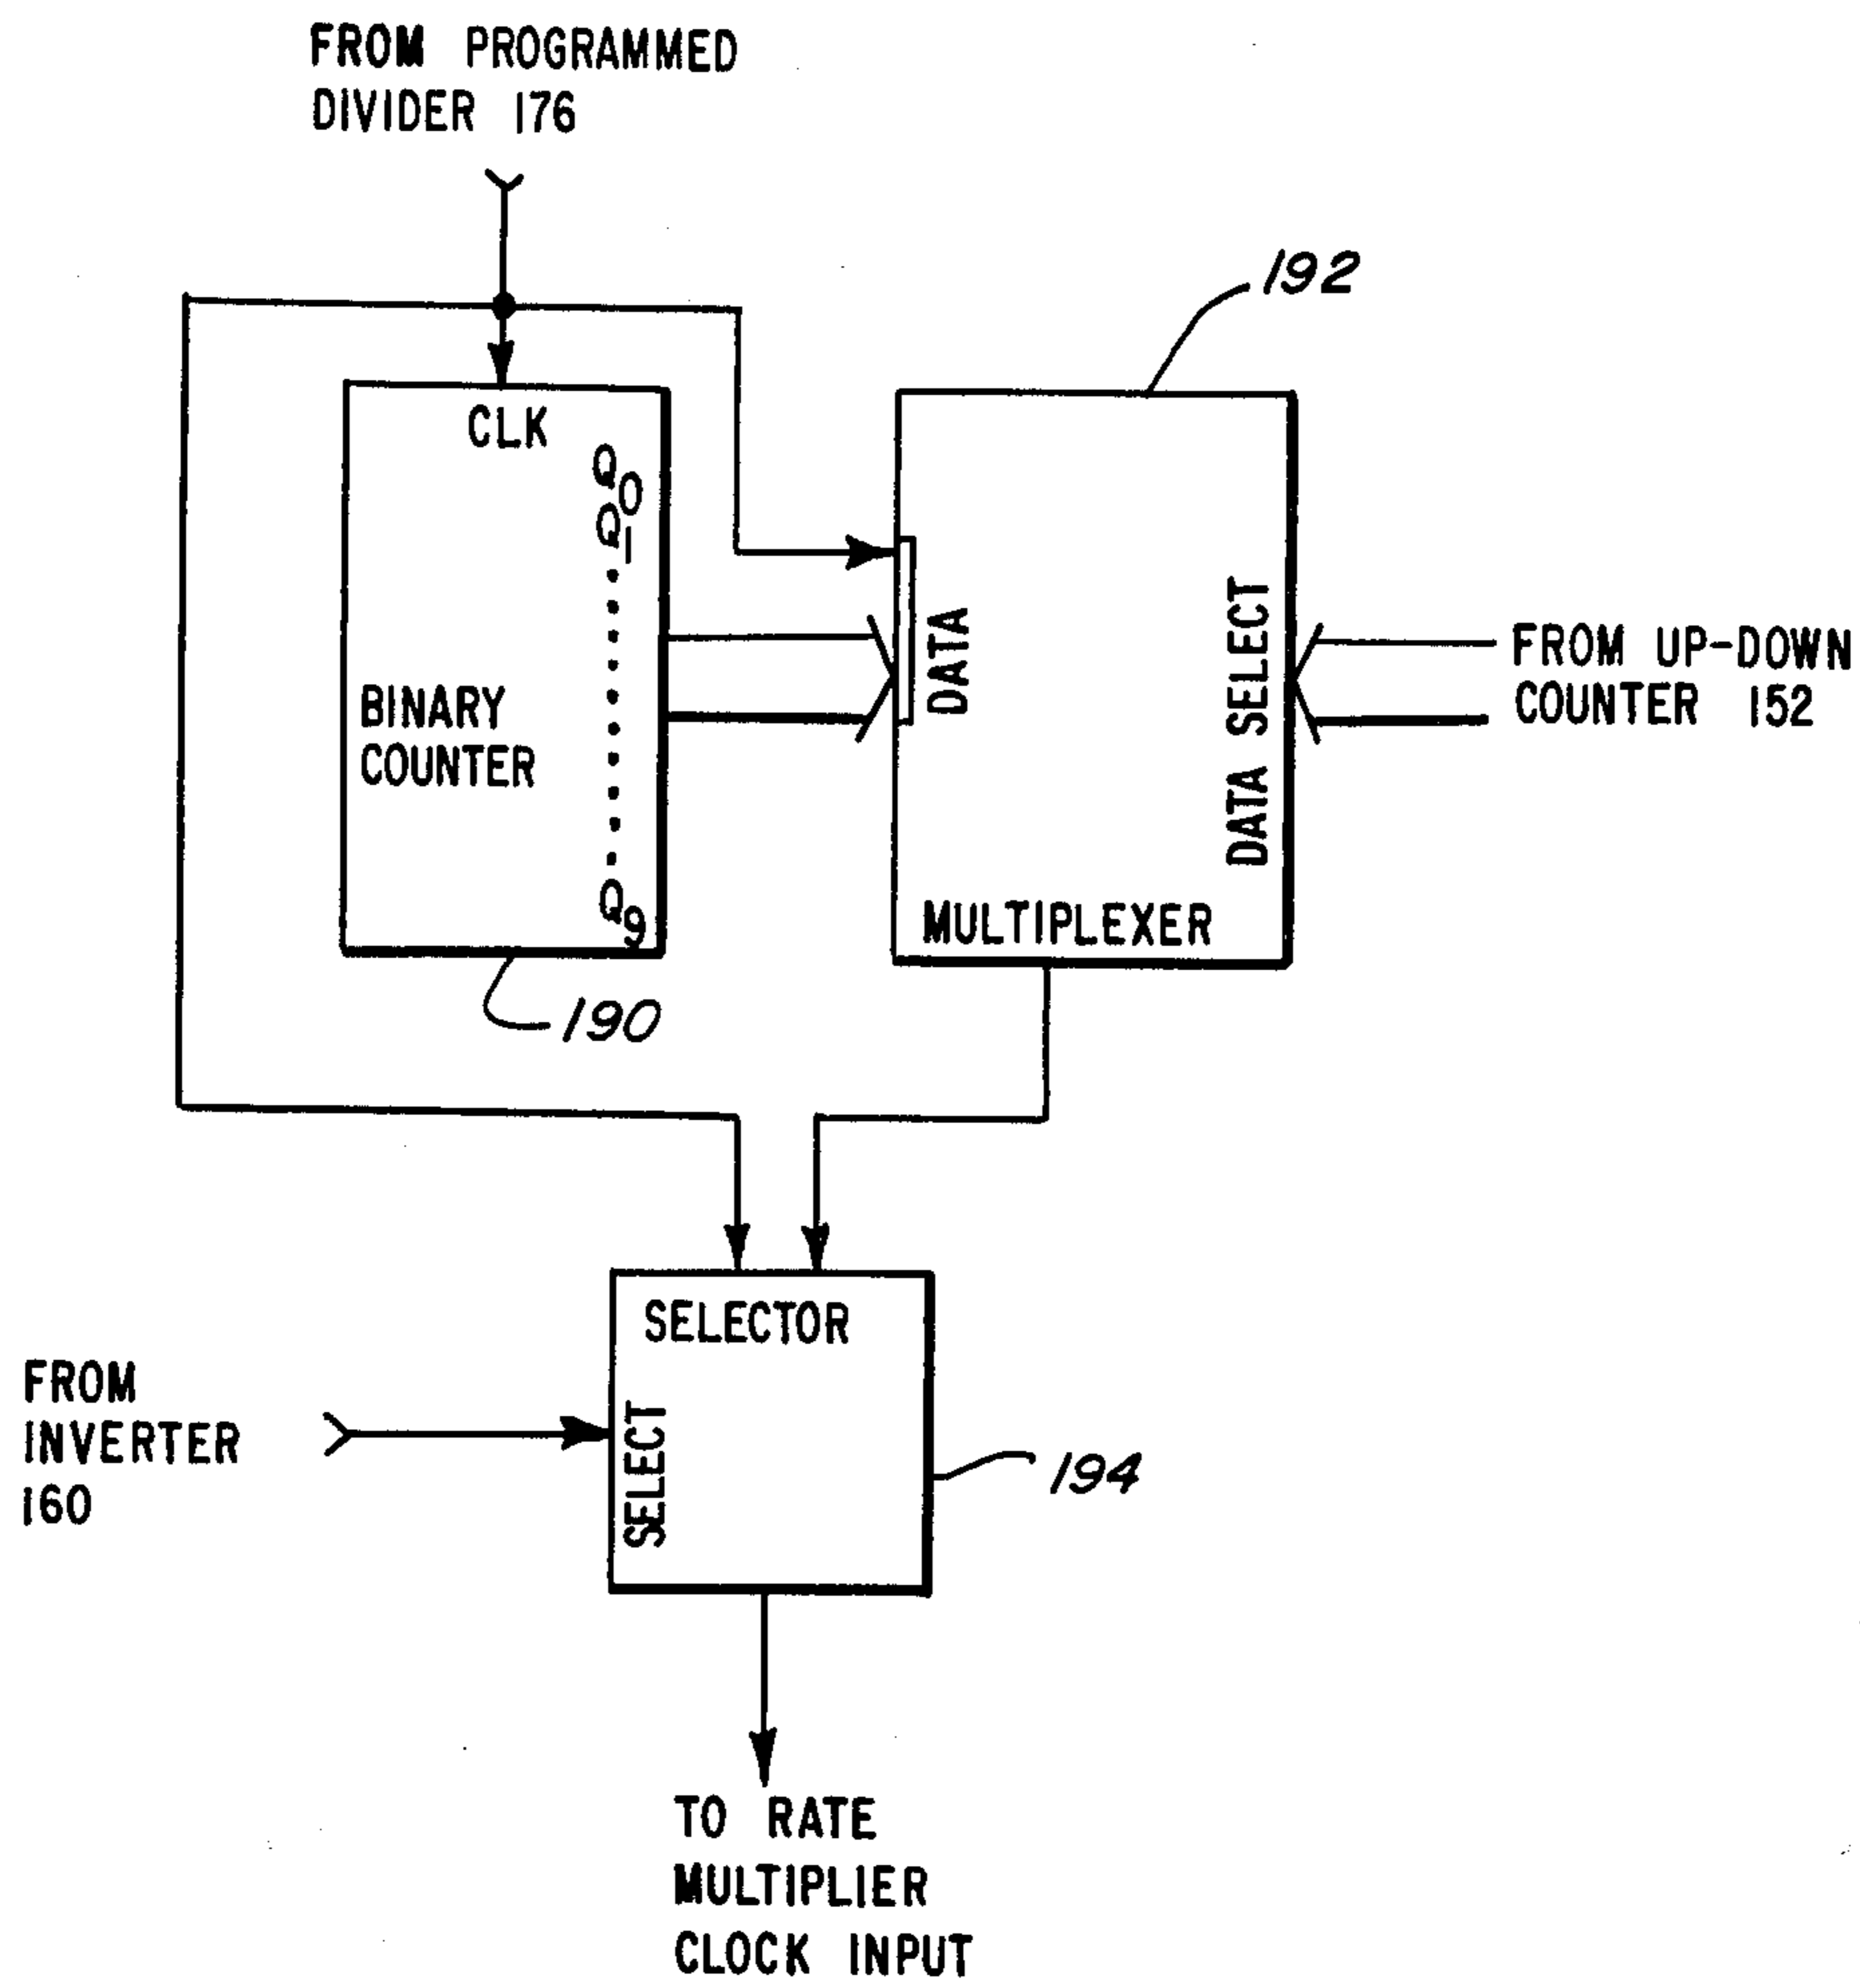 FROM PROGRAMMED
DIVIDER 176
192
CLK
Q0
Q1
Q9
BINARY
COUNTER
DATA
DATA SELECT
MULTIPLEXER
FROM UP-DOWN
COUNTER 152
190
SELECTOR
SELECT
FROM
INVERTER
160
194
TO RATE
MULTIPLIER
CLOCK INPUT